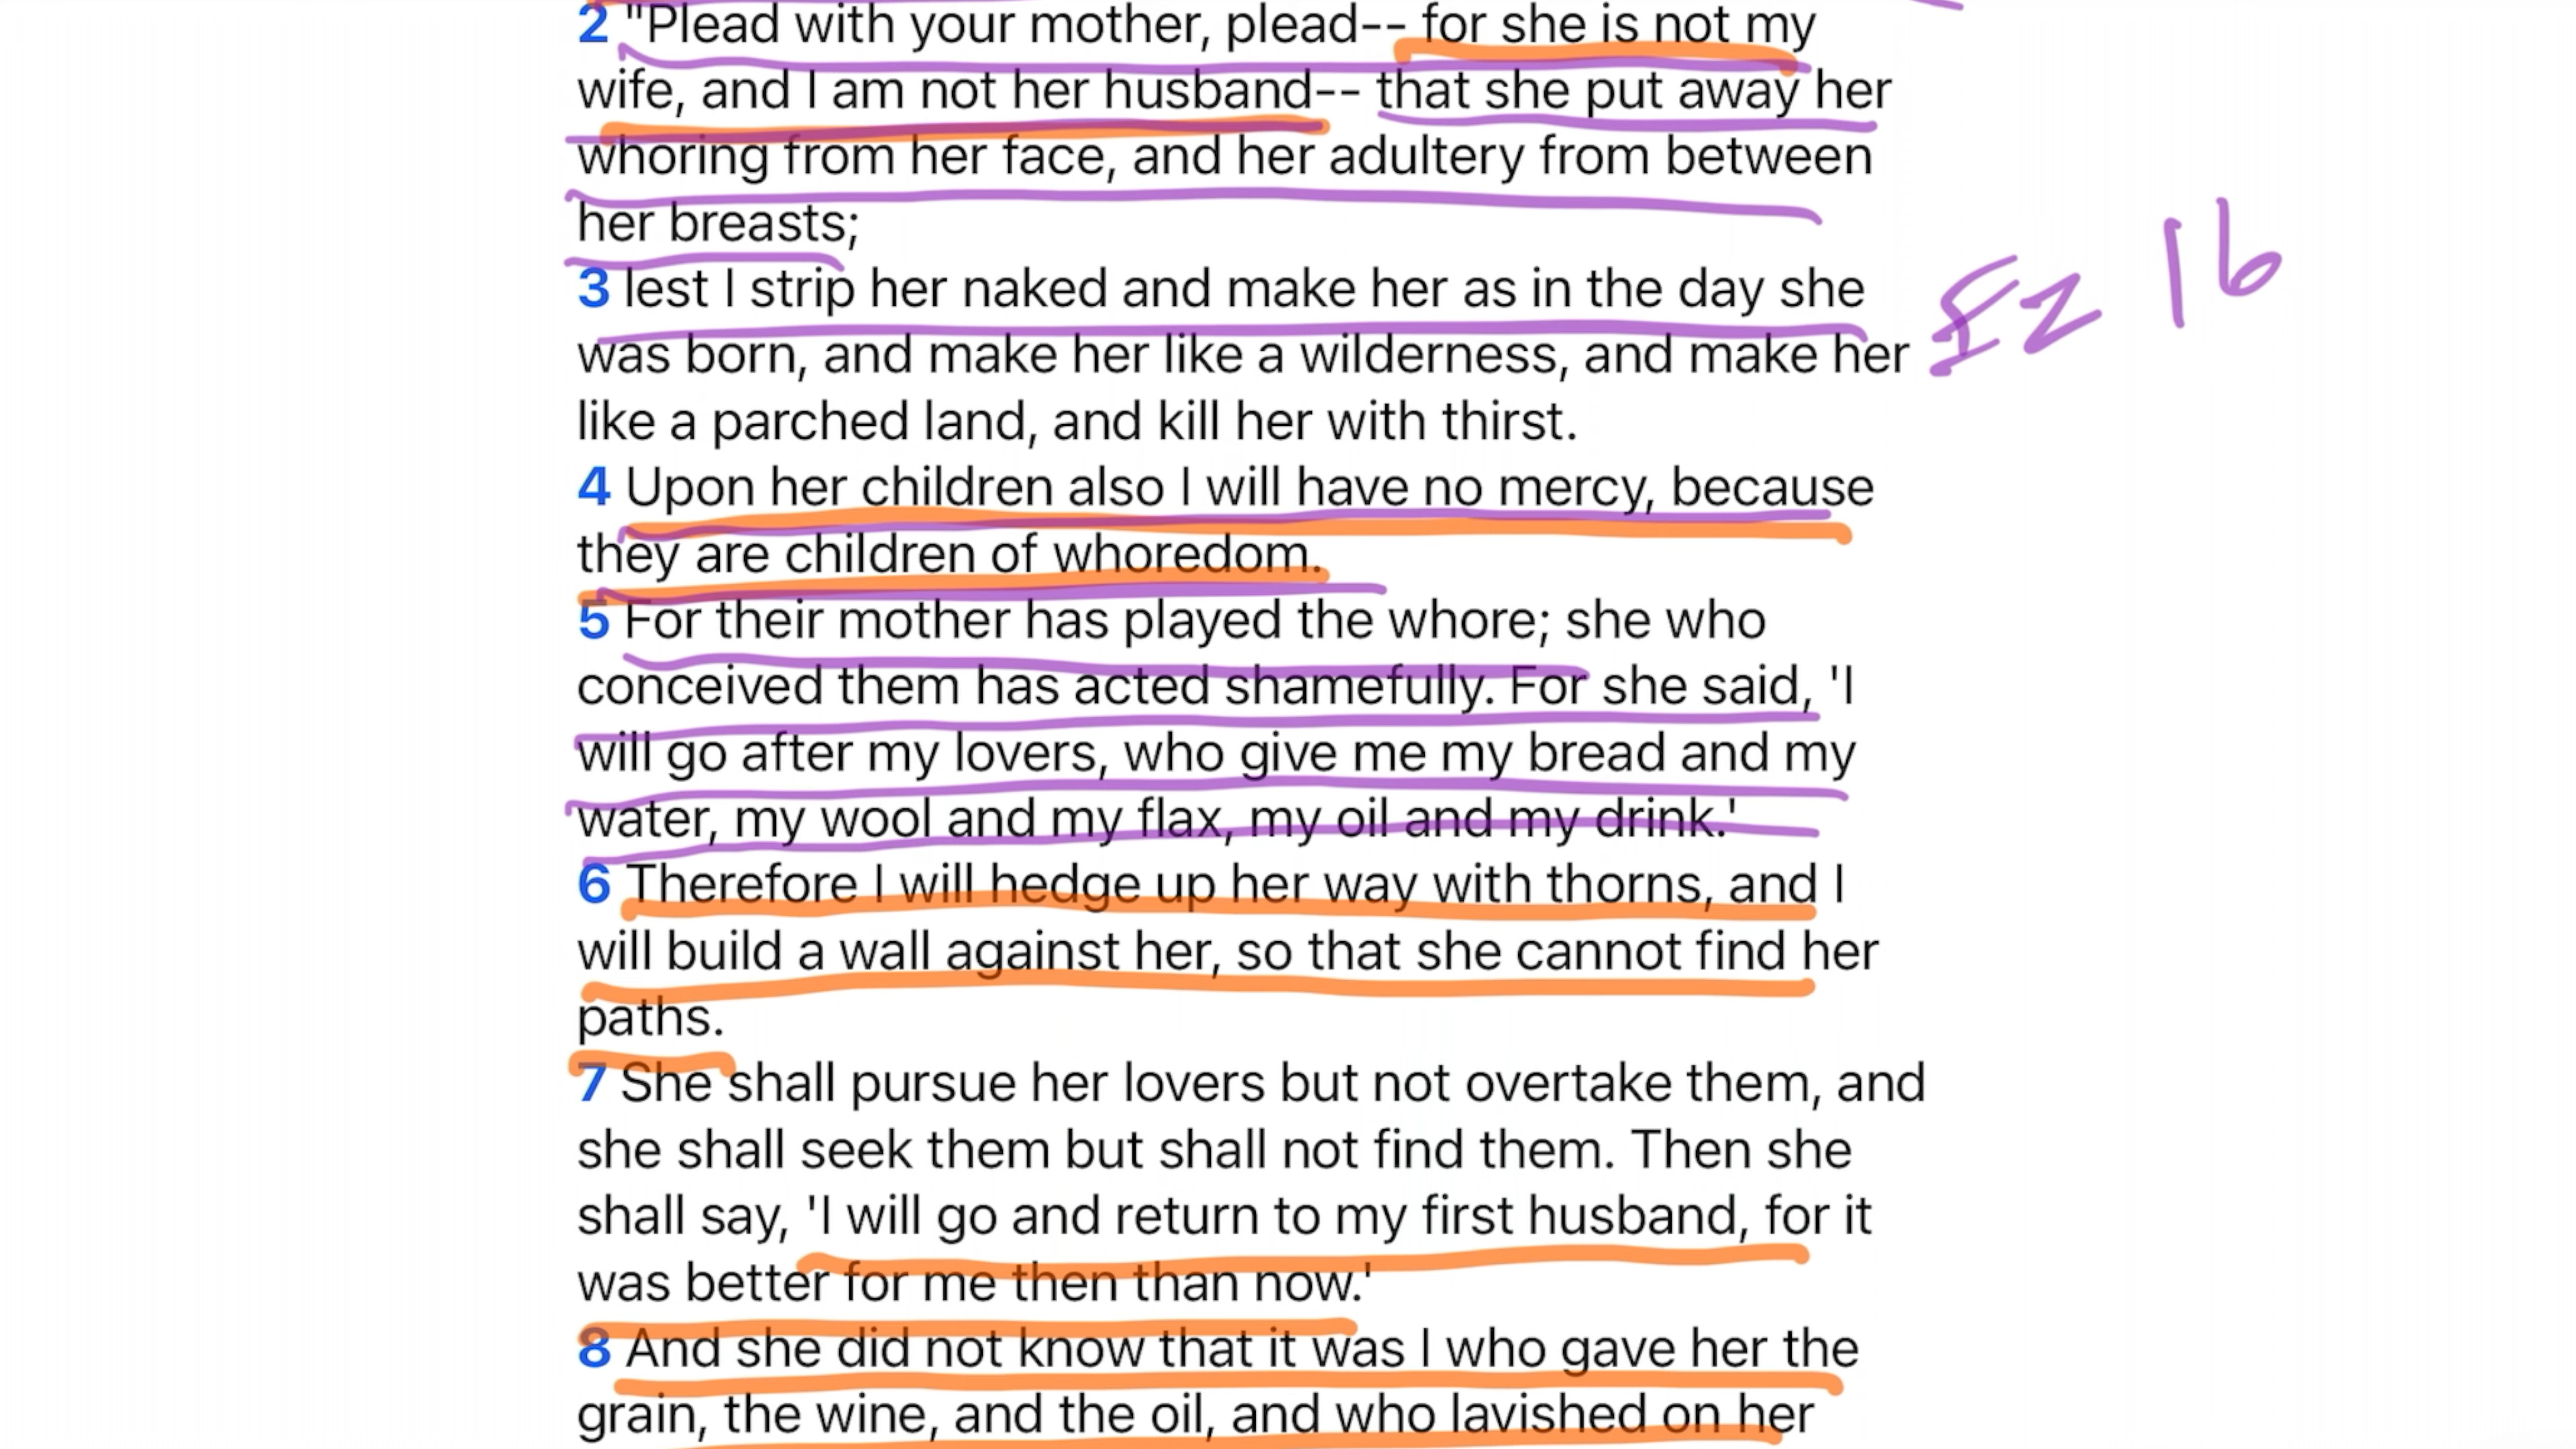 2 "Plead with your mother, plead-- for she is not my
wife, and I am not her husband-- that she put away her
whoring from her face, and her adultery from between
her breasts;
3 lest I strip her naked and make her as in the day she
was born, and make her like a wilderness, and make her
Ez 16
like a parched land, and kill her with thirst.
4 Upon her children also I will have no mercy, because
they are children of whoredom.
5 For their mother has played the whore; she who
conceived them has acted shamefully. For she said, 'I
will go after my lovers, who give me my bread and my
water, my wool and my flax, my oil and my drink.'
6 Therefore I will hedge up her way with thorns, and I
will build a wall against her, so that she cannot find her
paths.
7 She shall pursue her lovers but not overtake them, and
she shall seek them but shall not find them. Then she
shall say, 'I will go and return to my first husband, for it
was better for me then than now.'
8 And she did not know that it was I who gave her the
grain, the wine, and the oil, and who lavished on her